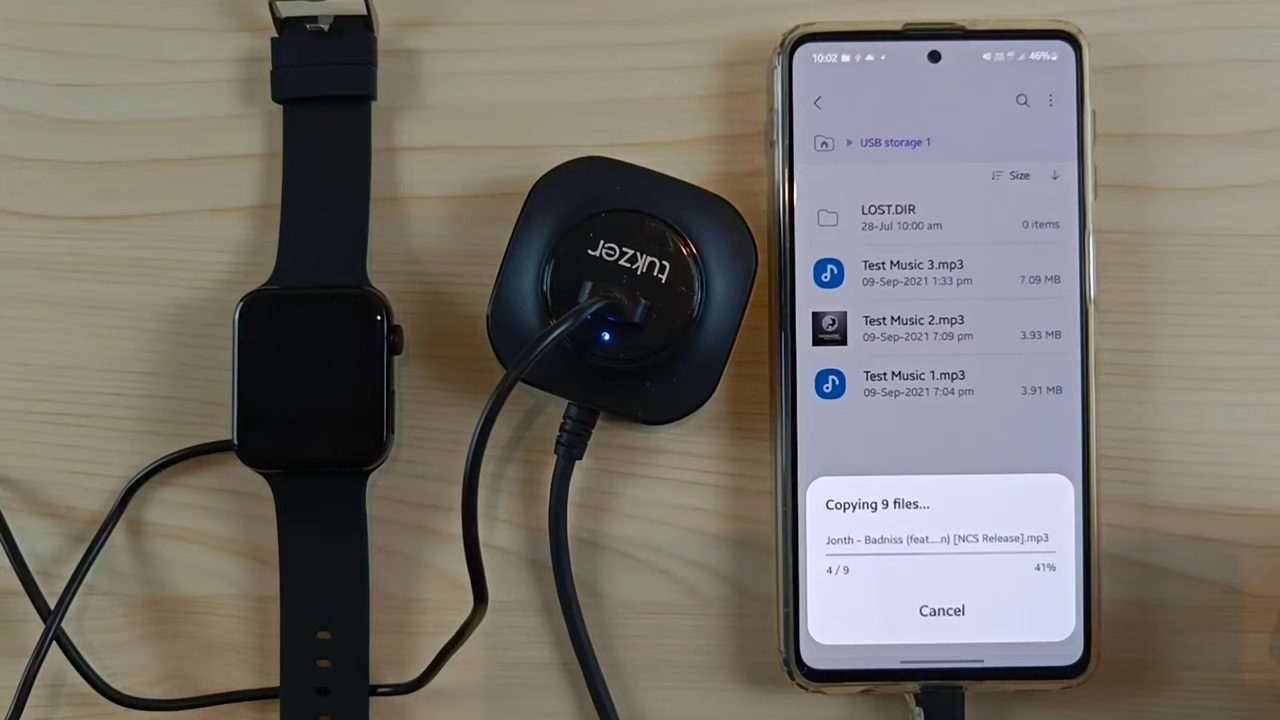 tukzer
10:02 46%
USB storage 1
Size
LOST.DIR
28-Jul 10:00 am 0 items
Test Music 3.mp3
09-Sep-2021 1:33 pm 7.09 MB
Test Music 2.mp3
09-Sep-2021 7:09 pm 3.93 MB
Test Music 1.mp3
09-Sep-2021 7:04 pm 3.91 MB
Copying 9 files...
Jonth - Badniss (feat....n) [NCS Release].mp3
4 / 9 41%
Cancel